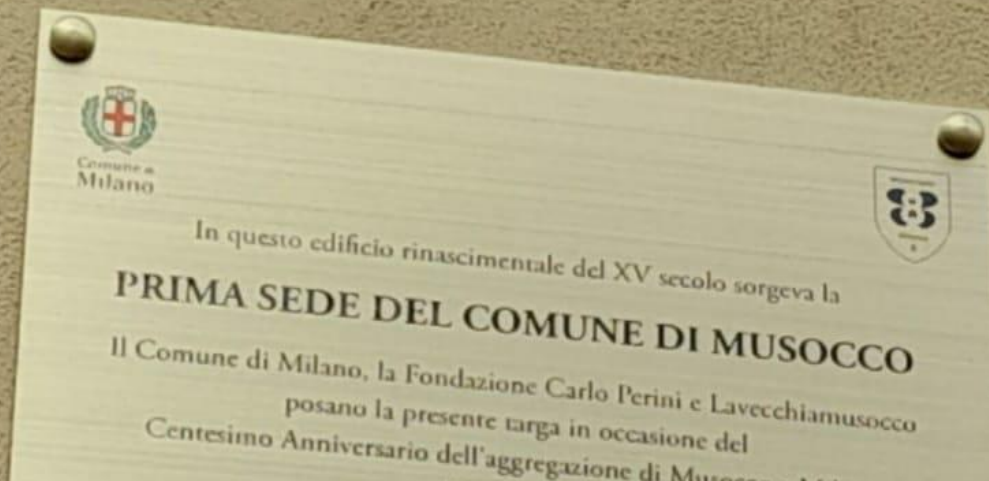 Comune di
Milano
In questo edificio rinascimentale del XV secolo sorgeva la
PRIMA SEDE DEL COMUNE DI MUSOCCO
Il Comune di Milano, la Fondazione Carlo Perini e Lavecchiamusocco
posano la presente targa in occasione del
Centesimo Anniversario dell'aggregazione di